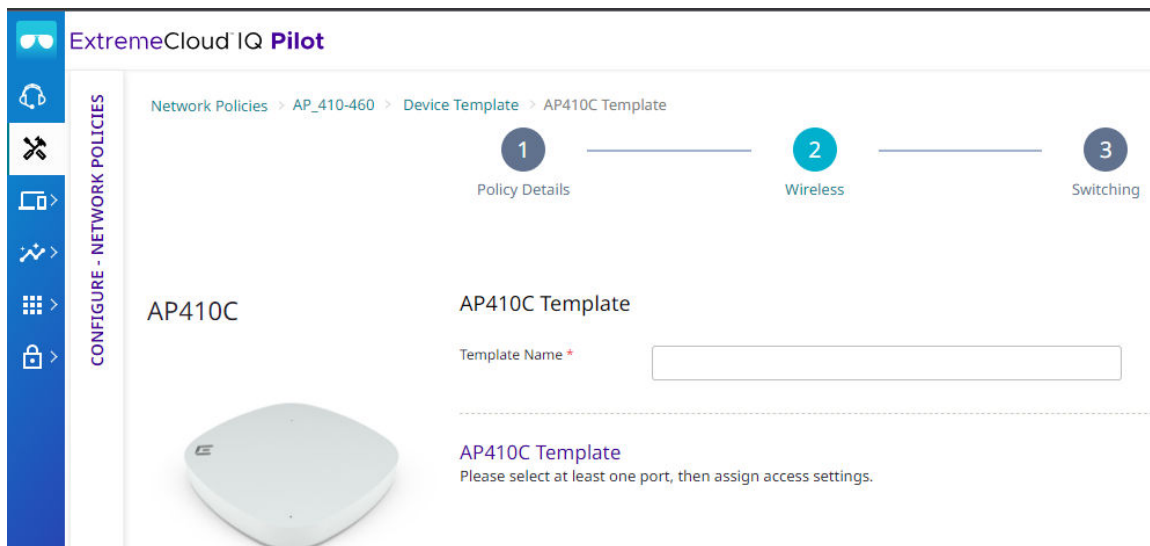 ExtremeCloud IQ Pilot
CONFIGURE - NETWORK POLICIES
Network Policies > AP_410-460 > Device Template > AP410C Template
1
2
3
Policy Details
Wireless
Switching
AP410C
AP410C Template
Template Name *
AP410C Template
Please select at least one port, then assign access settings.